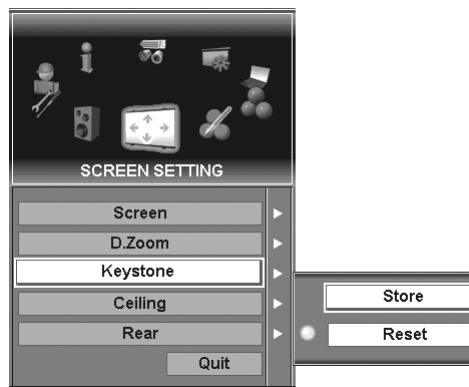 SCREEN SETTING
Screen
D.Zoom
Keystone
Store
Ceiling
Reset
Rear
Quit